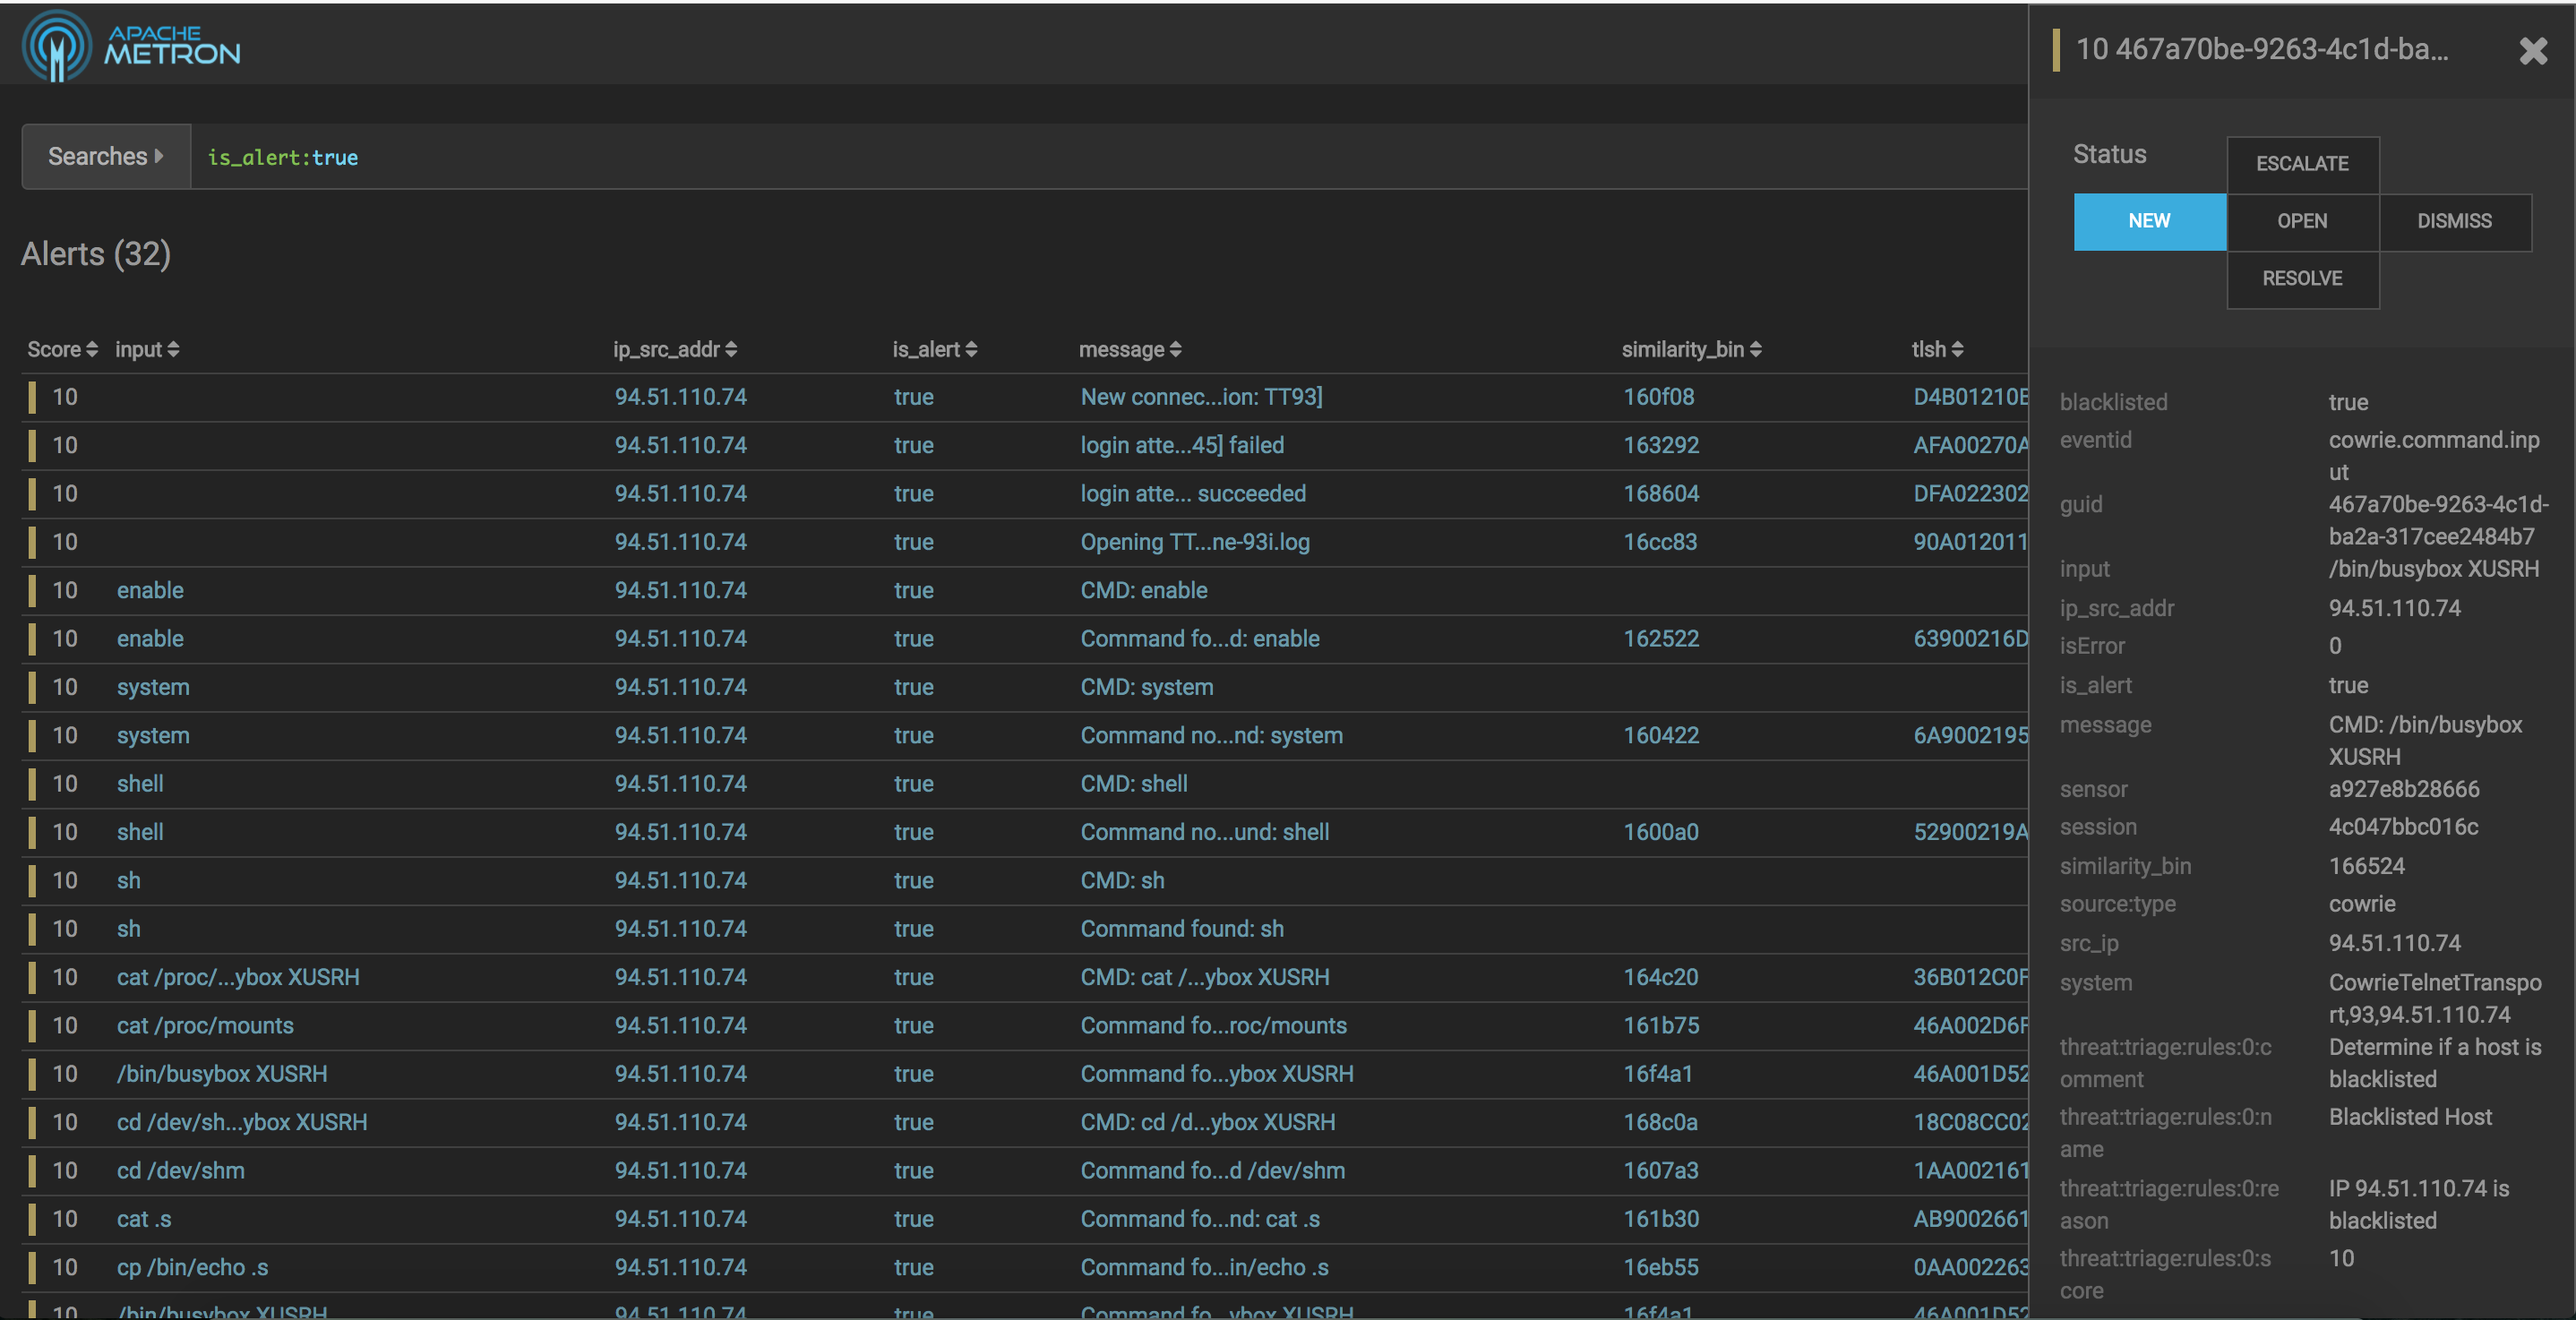 APACHE
METRON
Searches
is_alert:true
Alerts (32)
Score input ip_src_addr is_alert message similarity_bin tlsh
10 94.51.110.74 true New connec...ion: TT93] 160f08 D4B01210E
10 94.51.110.74 true login atte...45] failed 163292 AFA00270A
10 94.51.110.74 true login atte... succeeded 168604 DFA022302
10 94.51.110.74 true Opening TT...ne-93i.log 16cc83 90A012011
10 enable 94.51.110.74 true CMD: enable
10 enable 94.51.110.74 true Command fo...d: enable 162522 63900216D
10 system 94.51.110.74 true CMD: system
10 system 94.51.110.74 true Command no...nd: system 160422 6A9002195
10 shell 94.51.110.74 true CMD: shell
10 shell 94.51.110.74 true Command no...und: shell 1600a0 52900219A
10 sh 94.51.110.74 true CMD: sh
10 sh 94.51.110.74 true Command found: sh
10 cat /proc/...ybox XUSRH 94.51.110.74 true CMD: cat /...ybox XUSRH 164c20 36B012C0F
10 cat /proc/mounts 94.51.110.74 true Command fo...roc/mounts 161b75 46A002D6F
10 /bin/busybox XUSRH 94.51.110.74 true Command fo...ybox XUSRH 16f4a1 46A001D52
10 cd /dev/sh...ybox XUSRH 94.51.110.74 true CMD: cd /d...ybox XUSRH 168c0a 18C08CC02
10 cd /dev/shm 94.51.110.74 true Command fo...d /dev/shm 1607a3 1AA002161
10 cat .s 94.51.110.74 true Command fo...nd: cat .s 161b30 AB9002661
10 cp /bin/echo .s 94.51.110.74 true Command fo...in/echo .s 16eb55 0AA002263
10 /bin/busybox XUSRH 94.51.110.74 true Command fo...ybox XUSRH 16f4a1 46A001D52
10 467a70be-9263-4c1d-ba...
Status
ESCALATE
NEW OPEN DISMISS
RESOLVE
blacklisted true
eventid cowrie.command.inp
ut
guid 467a70be-9263-4c1d-
ba2a-317cee2484b7
input /bin/busybox XUSRH
ip_src_addr 94.51.110.74
isError 0
is_alert true
message CMD: /bin/busybox
XUSRH
sensor a927e8b28666
session 4c047bbc016c
similarity_bin 166524
source:type cowrie
src_ip 94.51.110.74
system CowrieTelnetTranspo
rt,93,94.51.110.74
threat:triage:rules:0:c Determine if a host is
omment blacklisted
threat:triage:rules:0:n Blacklisted Host
ame
threat:triage:rules:0:re IP 94.51.110.74 is
ason blacklisted
threat:triage:rules:0:s 10
core